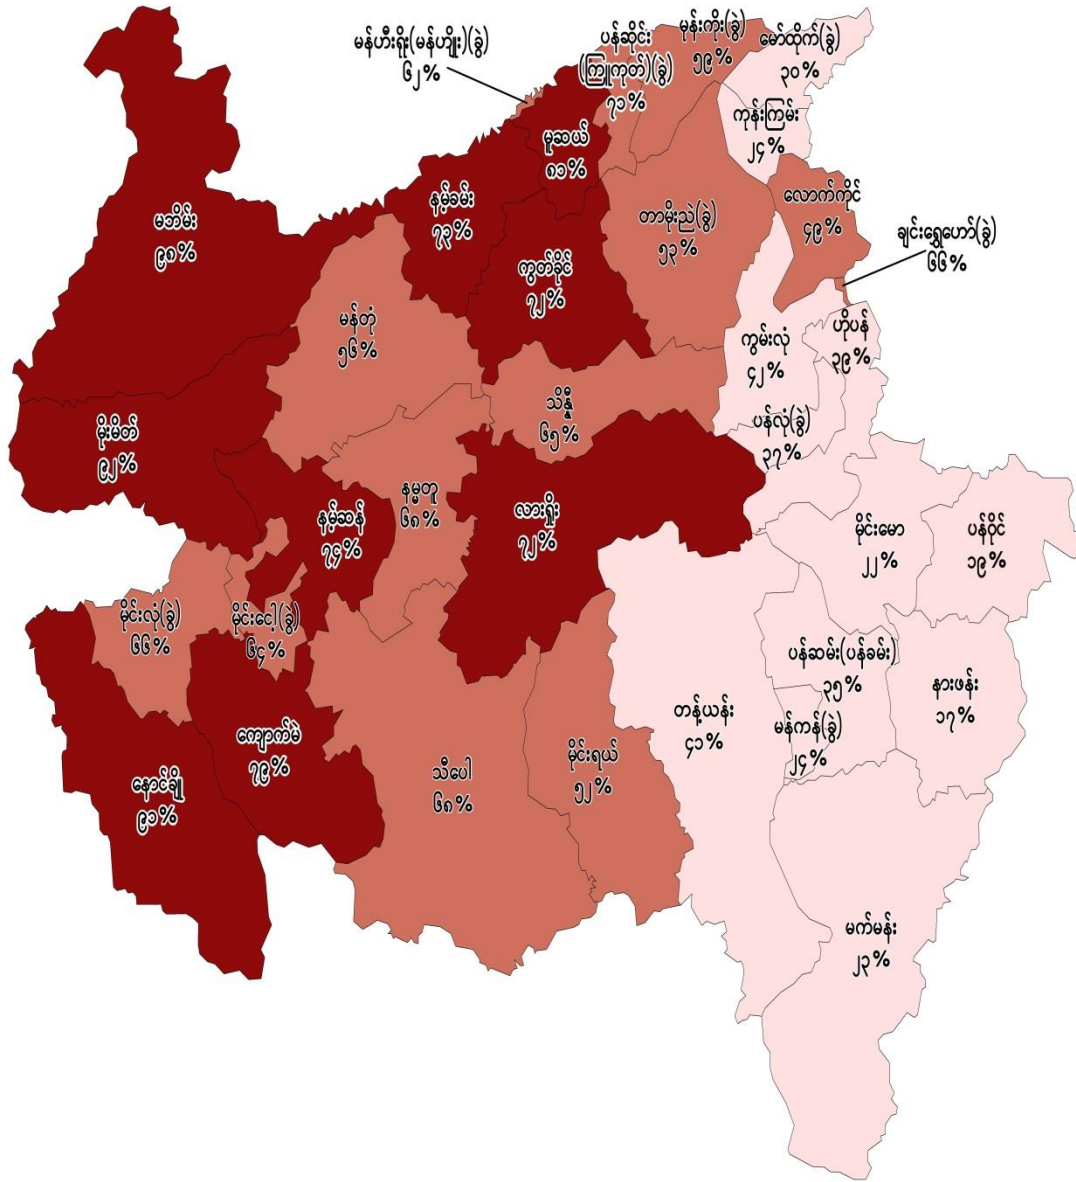 မန်ဟီးရိုး(မန်ဟျိုး)(ခွဲ)
၆၂%
ပန်ဆိုင်း
(ကြူကုတ်)(ခွဲ)
၇၁%
မုန်းကိုး(ခွဲ)
၅၉%
မော်ထိုက်(ခွဲ)
၃၀%
ကုန်းကြမ်း
၂၄%
မူဆယ်
၈၁%
နမ့်ခမ်း
၇၃%
မဘိမ်း
၉၈%
တာမိုးညဲ(ခွဲ)
၅၃%
လောက်ကိုင်
၄၉%
ချင်းရွှေဟော်(ခွဲ)
၆၆%
ကွတ်ခိုင်
၇၂%
မန်တုံ
၅၆%
ကွမ်းလုံ
၄၂%
ဟိုပန်
၃၉%
သိန္နီ
၆၅%
ပန်လုံ(ခွဲ)
၃၇%
မိုးမိတ်
၉၂%
နမ္မတူ
၆၈%
နမ့်ဆန်
၇၄%
လားရှိုး
၇၂%
မိုင်းမော
၂၂%
ပန်ဝိုင်
၁၉%
မိုင်းလုံ(ခွဲ)
၆၆%
မိုင်းငေါ့(ခွဲ)
၆၄%
ပန်ဆမ်း(ပန်ခမ်း)
၃၅%
နားဖန်း
၁၇%
တန့်ယန်း
၄၁%
မန်ကန်(ခွဲ)
၂၄%
ကျောက်မဲ
၇၉%
နောင်ချို
၉၁%
သီပေါ
၆၈%
မိုင်းရယ်
၅၂%
မက်မန်း
၂၃%